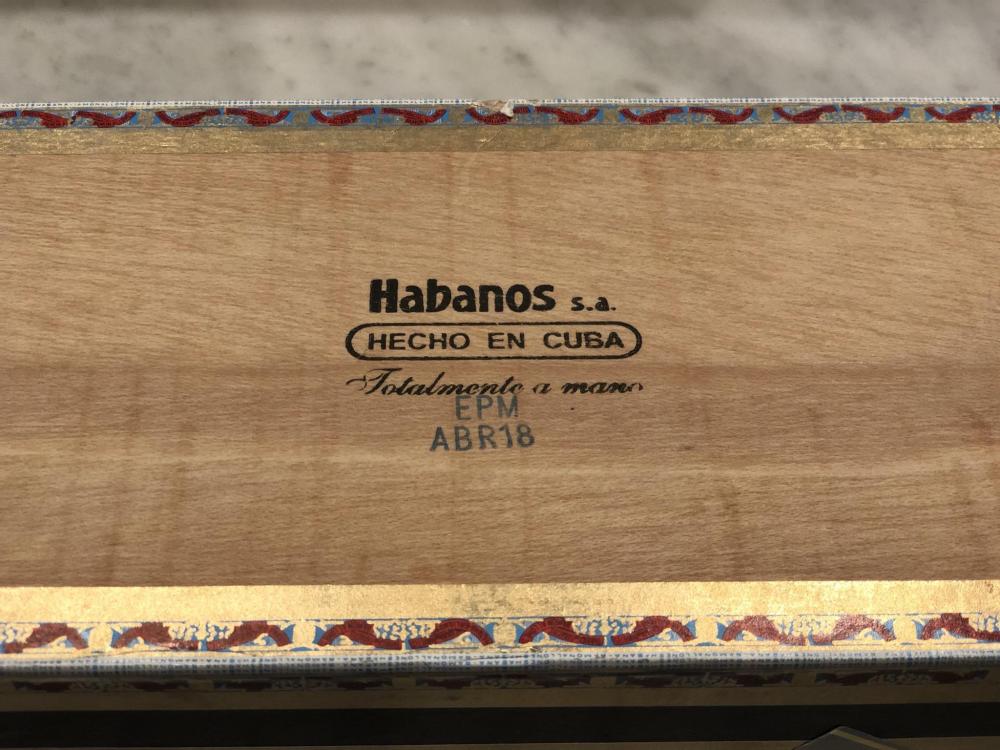 Habanos s.a.
HECHO EN CUBA
Totalmente a mano
EPM
ABR18